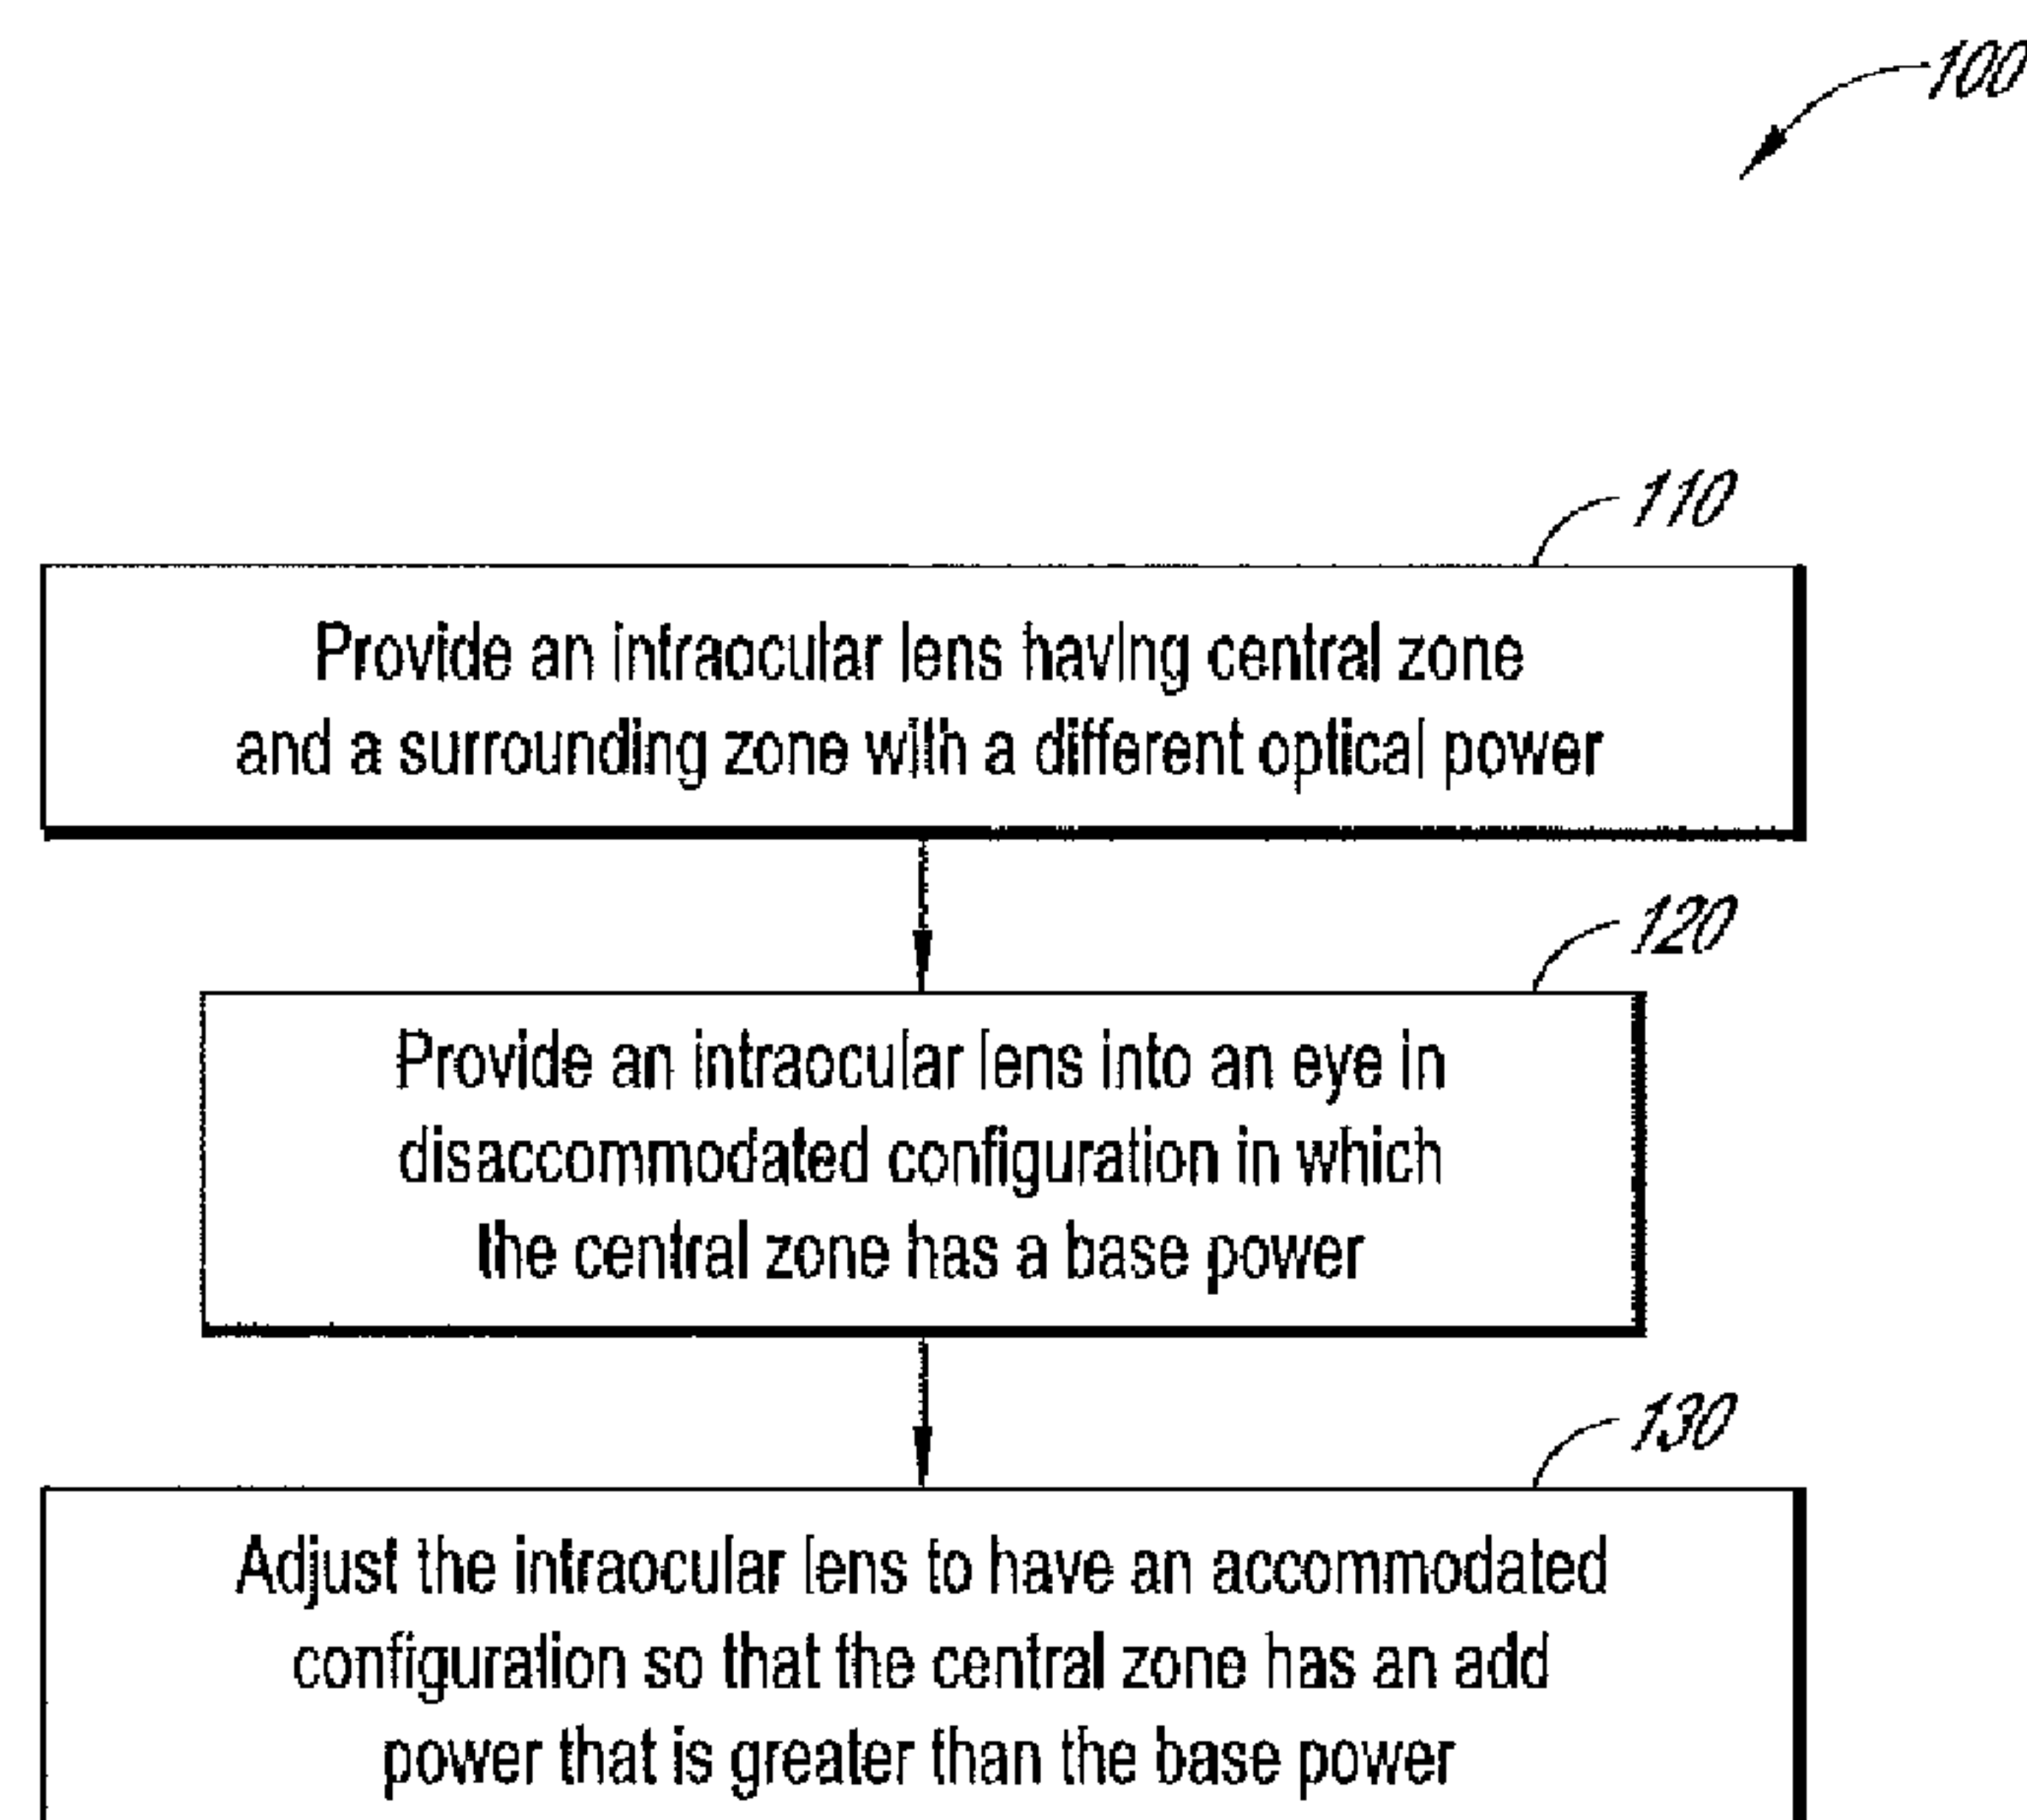 100
110
Provide an intraocular lens having central zone
and a surrounding zone with a different optical power
120
Provide an intraocular lens into an eye in
disaccommodated configuration in which
the central zone has a base power
130
Adjust the intraocular lens to have an accommodated
configuration so that the central zone has an add
power that is greater than the base power